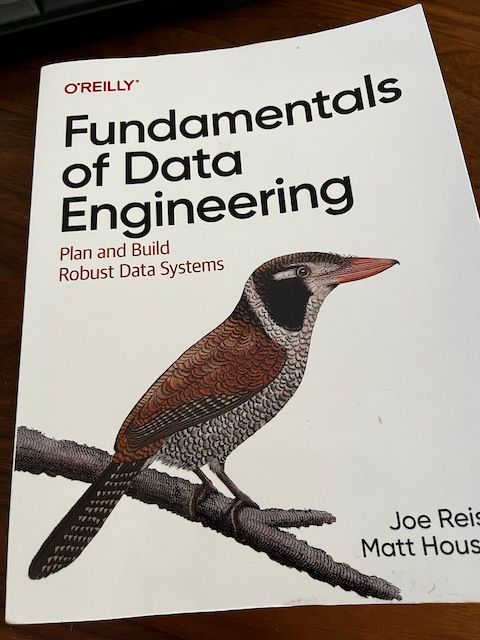 O'REILLY®
Fundamentals
of Data
Engineering
Plan and Build
Robust Data Systems
Joe Reis
Matt Hous